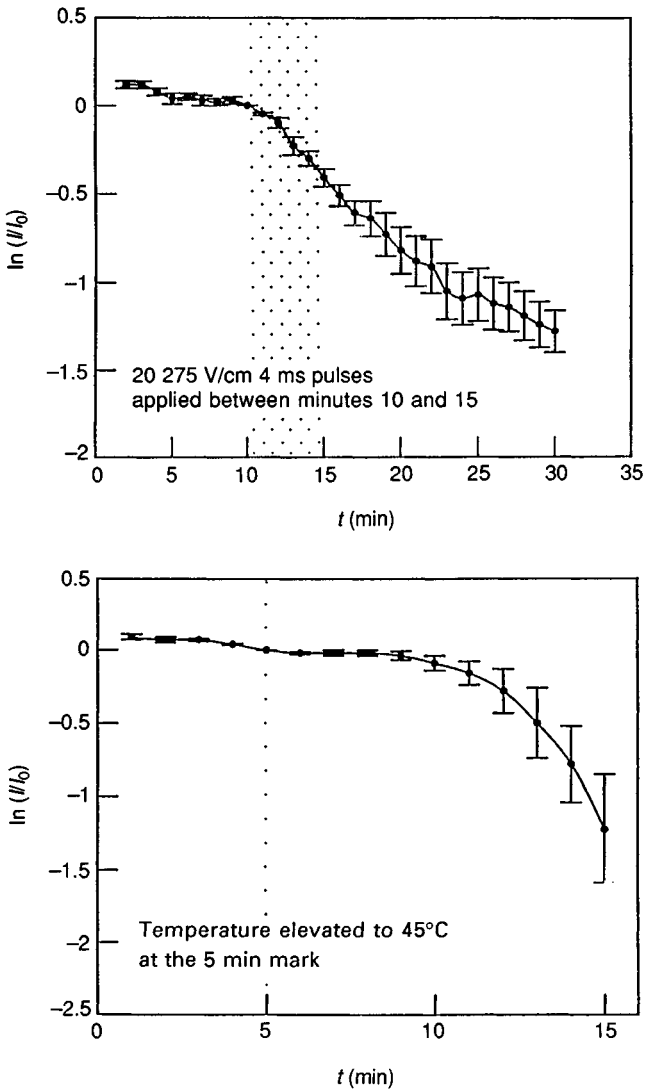 0.5
0
−0.5
−1
−1.5
−2
ln (I/I₀)
20 275 V/cm 4 ms pulses
applied between minutes 10 and 15
0 5 10 15 20 25 30 35
t (min)
0.5
0
−0.5
−1
−1.5
−2
−2.5
ln (I/I₀)
Temperature elevated to 45°C
at the 5 min mark
0 5 10 15
t (min)